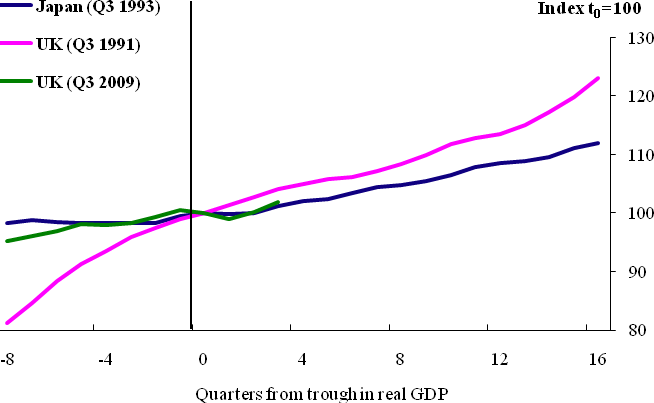 Japan (Q3 1993)
Index t0=100
UK (Q3 1991)
UK (Q3 2009)
130
120
110
100
90
80
-8 -4 0 4 8 12 16
Quarters from trough in real GDP